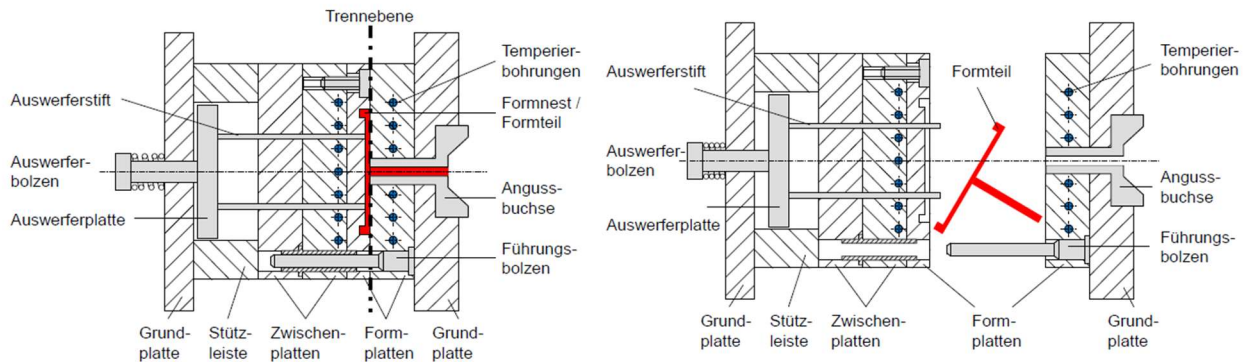 Trennebene
Auswerferstift
Auswerfer-
bolzen
Auswerferplatte
Temperier-
bohrungen
Formnest /
Formteil
Anguss-
buchse
Führungs-
bolzen
Grund-
platte
Stütz-
leiste
Zwischen-
platten
Form-
platten
Grund-
platte
Auswerferstift
Auswerfer-
bolzen
Auswerferplatte
Formteil
Temperier-
bohrungen
Anguss-
buchse
Führungs-
bolzen
Grund-
platte
Stütz-
leiste
Zwischen-
platten
Form-
platten
Grund-
platte